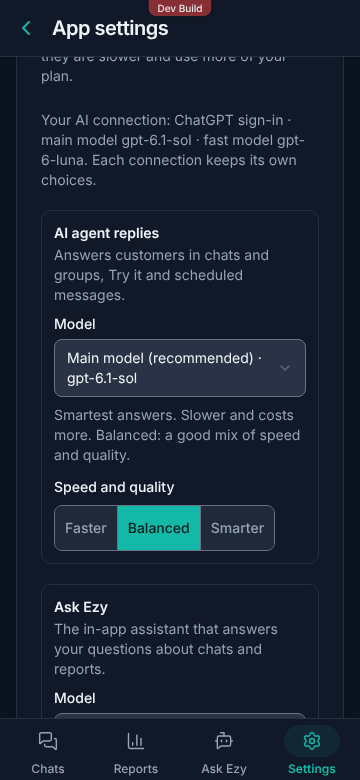 Dev Build
App settings
they are slower and use more of your
plan.
Your AI connection: ChatGPT sign-in ·
main model gpt-6.1-sol · fast model gpt-
6-luna. Each connection keeps its own
choices.
AI agent replies
Answers customers in chats and
groups, Try it and scheduled
messages.
Model
Main model (recommended) ·
gpt-6.1-sol
Smartest answers. Slower and costs
more. Balanced: a good mix of speed
and quality.
Speed and quality
Faster Balanced Smarter
Ask Ezy
The in-app assistant that answers
your questions about chats and
reports.
Model
Chats Reports Ask Ezy Settings